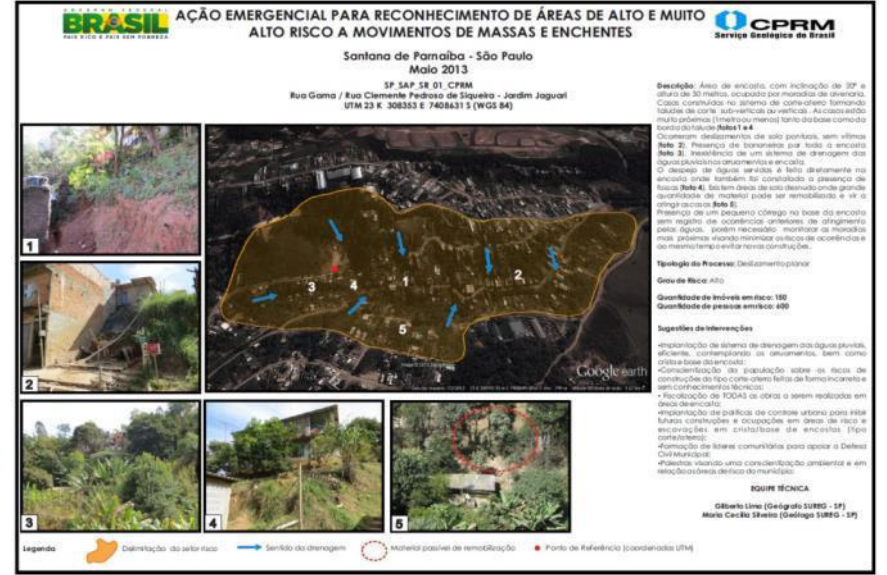 GOVERNO FEDERAL
BRASIL
PAÍS RICO É PAÍS SEM POBREZA
AÇÃO EMERGENCIAL PARA RECONHECIMENTO DE ÁREAS DE ALTO E MUITO
ALTO RISCO A MOVIMENTOS DE MASSAS E ENCHENTES
CPRM
Serviço Geológico do Brasil
Santana de Parnaíba - São Paulo
Maio 2013
SP_SAP_SR_01_CPRM
Rua Gama / Rua Clemente Pedroso de Siqueira - Jardim Jaguari
UTM 23 K 308353 E 7408631 S (WGS 84)
Descrição: Área de encosta, com inclinação de 20º e
altura de 30 metros, ocupada por moradias de alvenaria.
Casas construídas no sistema de corte-aterro formando
taludes de corte sub-verticais ou verticais. As casas estão
muito próximas (1metro ou menos) tanto da base como da
borda do talude (fotos 1 e 4
Ocorreram deslizamentos de solo pontuais, sem vítimas
(foto 2). Presença de bananeiras por toda a encosta
(foto 3). Inexistência de um sistema de drenagem das
águas pluviais nos arruamentos e encosta.
O despejo de águas servidas é feito diretamente na
encosta onde também foi constatada a presença de
fossas (foto 4). Existem áreas de solo desnudo onde grande
quantidade de material pode ser remobilizado e vir a
atingir as casas (foto 5).
Presença de um pequeno córrego na base da encosta
sem registro de ocorrências anteriores de atingimento
pelas águas, porém necessário monitorar as moradias
mais próximas visando minimizar os riscos de ocorrências e
ao mesmo tempo evitar novas construções.
Tipologia do Processo: Deslizamento planar
Grau de Risco: Alto
Quantidade de imóveis em risco: 150
Quantidade de pessoas em risco: 600
Sugestões de Intervenções
•Implantação de sistema de drenagem das águas pluviais,
eficiente, contemplando os arruamentos, bem como
crista e base da encosta;
•Conscientização da população sobre os riscos de
construções do tipo corte-aterro feitas de forma incorreta e
sem conhecimentos técnicos;
• Fiscalização de TODAS as obras a serem realizadas em
áreas de encosta;
•Implantação de políticas de controle urbano para inibir
futuras construções e ocupações em áreas de risco e
escavações em crista/base de encostas (tipo
corte/aterro);
•Formação de líderes comunitários para apoiar a Defesa
Civil Municipal;
•Palestras visando uma conscientização ambiental e em
relação as áreas de risco do município;
EQUIPE TÉCNICA
Gilberto Lima (Geógrafo SUREG - SP)
Maria Cecília Silveira (Geóloga SUREG - SP)
1
2
3
4
5
3
4
1
2
5
Google earth
Legenda
Delimitação do setor risco
Sentido da drenagem
Material passível de remobilização
Ponto de Referência (coordenadas UTM)